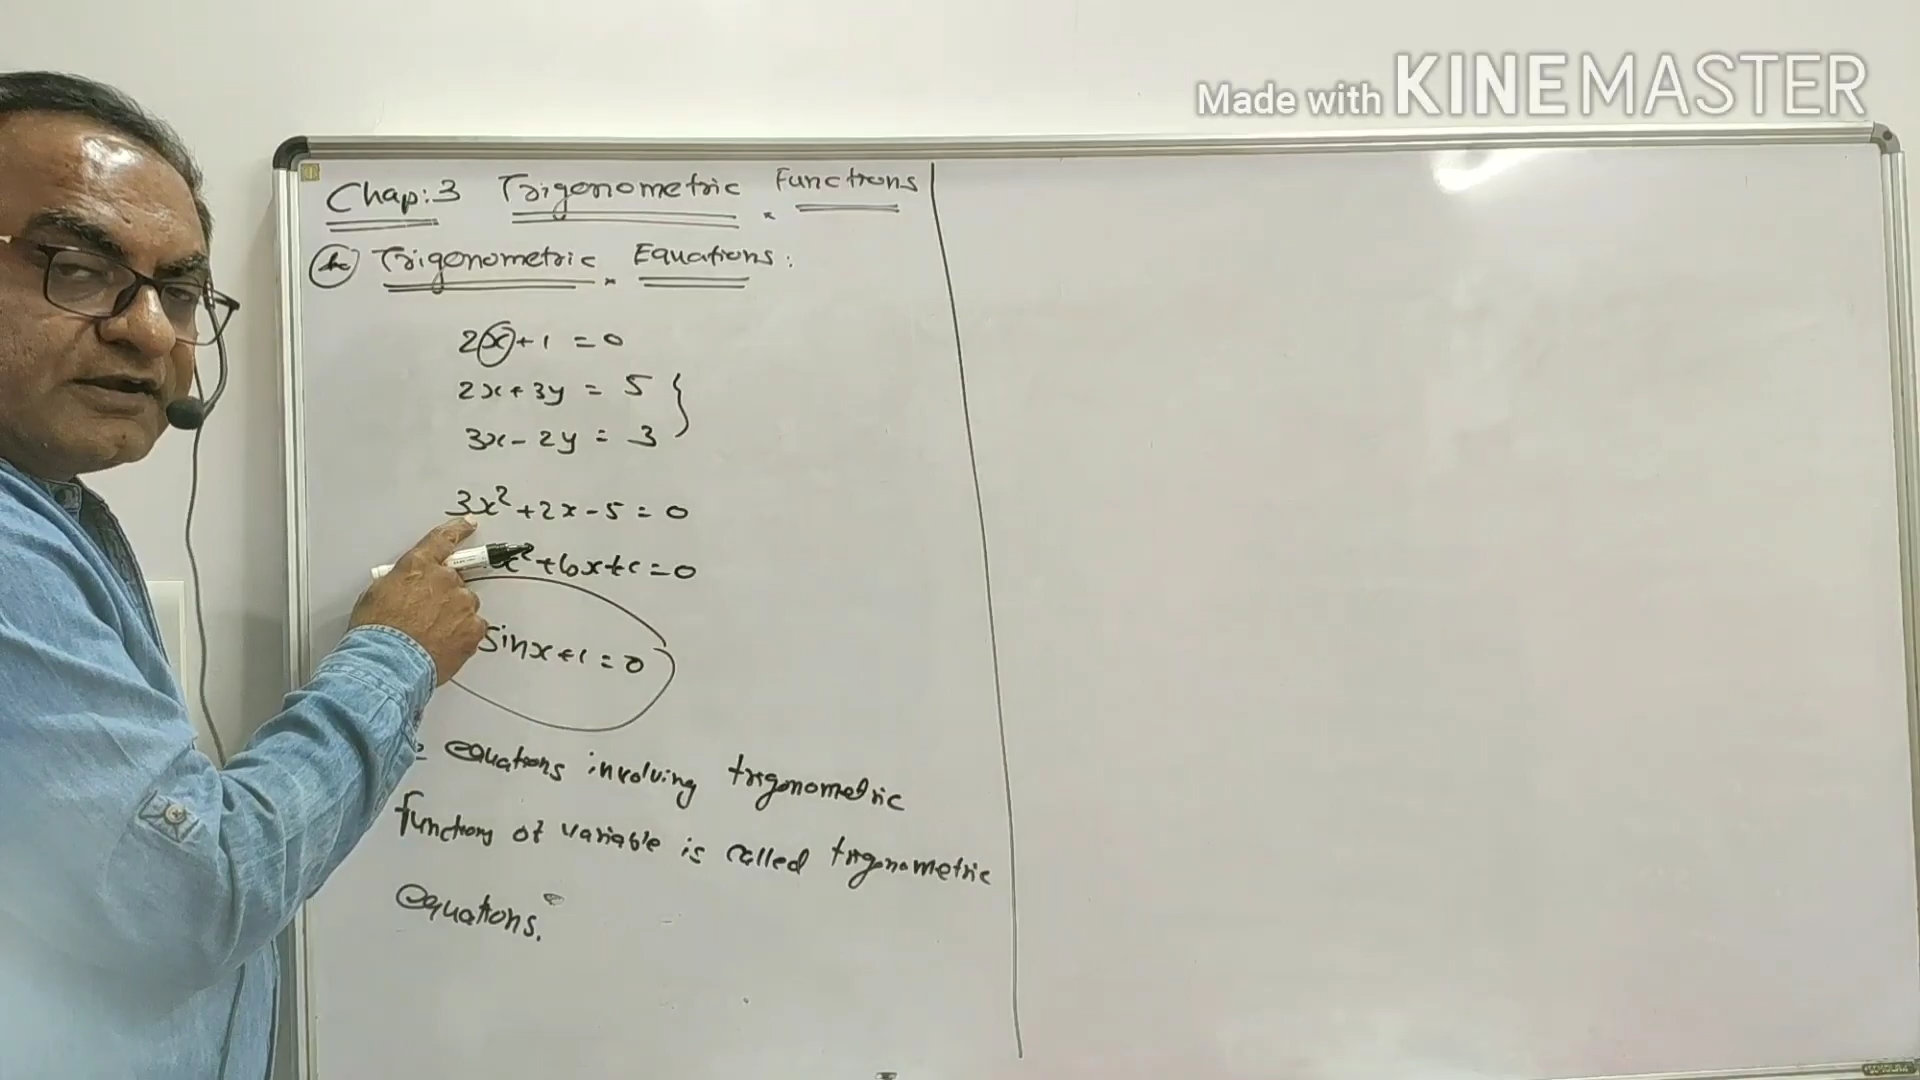 Made with KINEMASTER
Chap:3 Trigonometric Functions
Trigonometric Equations:
2x+1 = 0
2x+3y = 5
3x-2y = 3
3x²+2x-5=0
x²+bx+c=0
sinx+1=0
equations involving trigonometric
functions of variable is called trigonometric
equations."